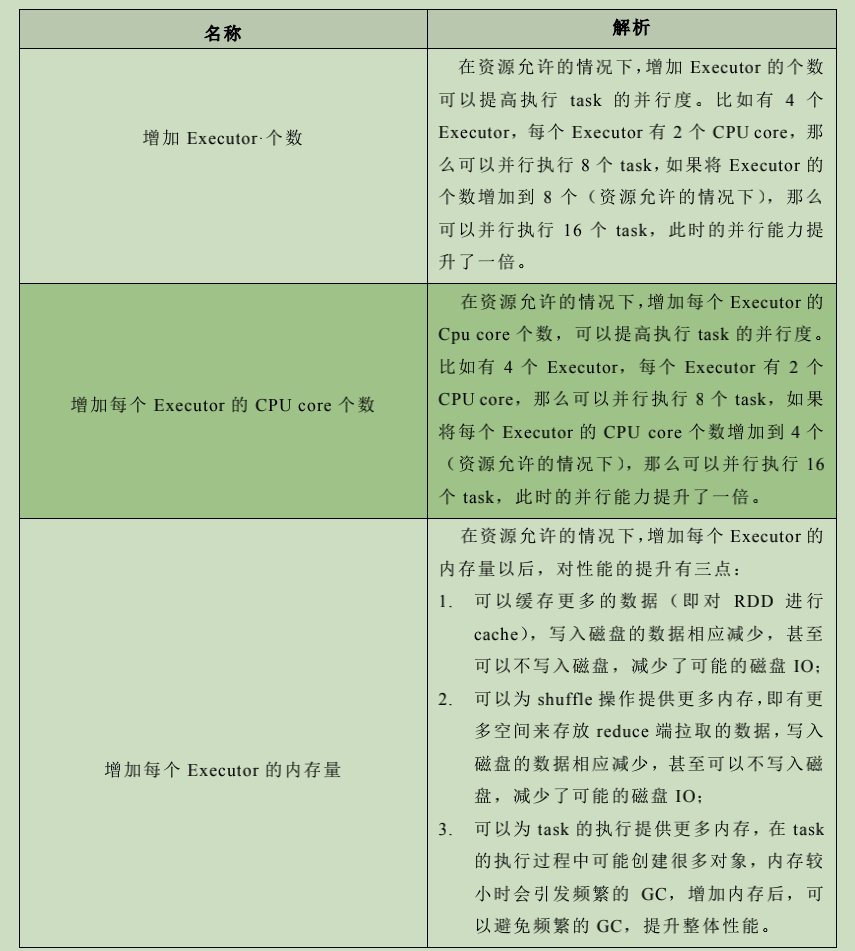 名称
解析
增加 Executor·个数
在资源允许的情况下，增加 Executor 的个数
可以提高执行 task 的并行度。比如有 4 个
Executor，每个 Executor 有 2 个 CPU core，那
么可以并行执行 8 个 task，如果将 Executor 的
个数增加到 8 个（资源允许的情况下），那么
可以并行执行 16 个 task，此时的并行能力提
升了一倍。
增加每个 Executor 的 CPU core 个数
在资源允许的情况下，增加每个 Executor 的
Cpu core 个数，可以提高执行 task 的并行度。
比如有 4 个 Executor，每个 Executor 有 2 个
CPU core，那么可以并行执行 8 个 task，如果
将每个 Executor 的 CPU core 个数增加到 4 个
（资源允许的情况下），那么可以并行执行 16
个 task，此时的并行能力提升了一倍。
增加每个 Executor 的内存量
在资源允许的情况下，增加每个 Executor 的
内存量以后，对性能的提升有三点：
1. 可以缓存更多的数据（即对 RDD 进行
cache），写入磁盘的数据相应减少，甚至
可以不写入磁盘，减少了可能的磁盘 IO；
2. 可以为 shuffle 操作提供更多内存，即有更
多空间来存放 reduce 端拉取的数据，写入
磁盘的数据相应减少，甚至可以不写入磁
盘，减少了可能的磁盘 IO；
3. 可以为 task 的执行提供更多内存，在 task
的执行过程中可能创建很多对象，内存较
小时会引发频繁的 GC，增加内存后，可
以避免频繁的 GC，提升整体性能。